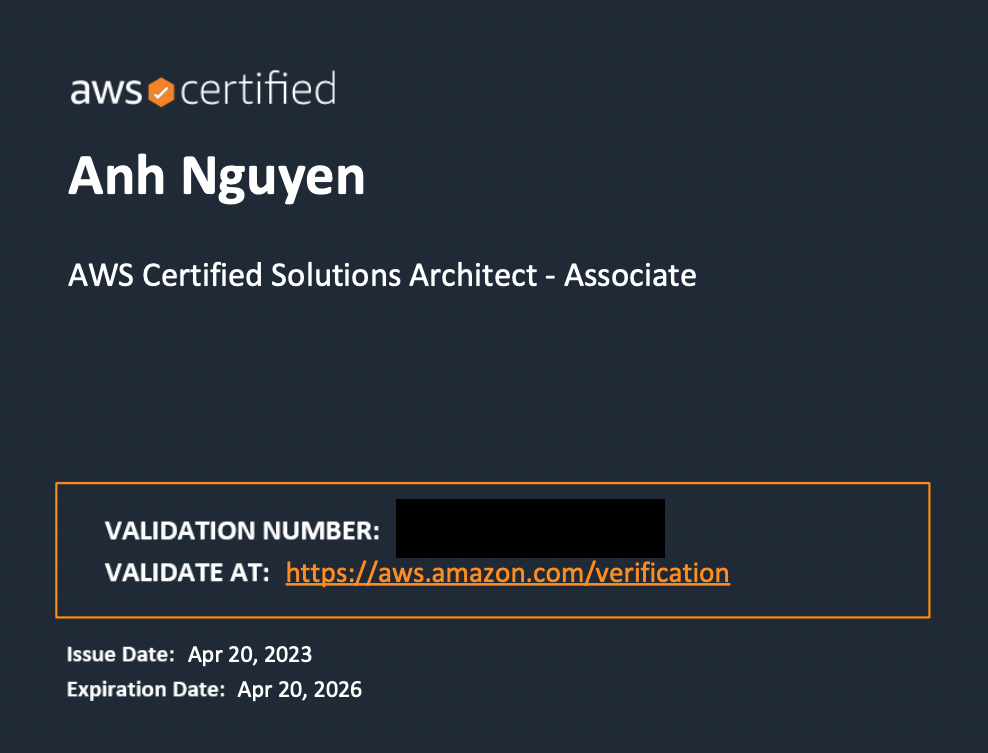 aws certified
Anh Nguyen
AWS Certified Solutions Architect - Associate
VALIDATION NUMBER:
VALIDATE AT: https://aws.amazon.com/verification
Issue Date: Apr 20, 2023
Expiration Date: Apr 20, 2026